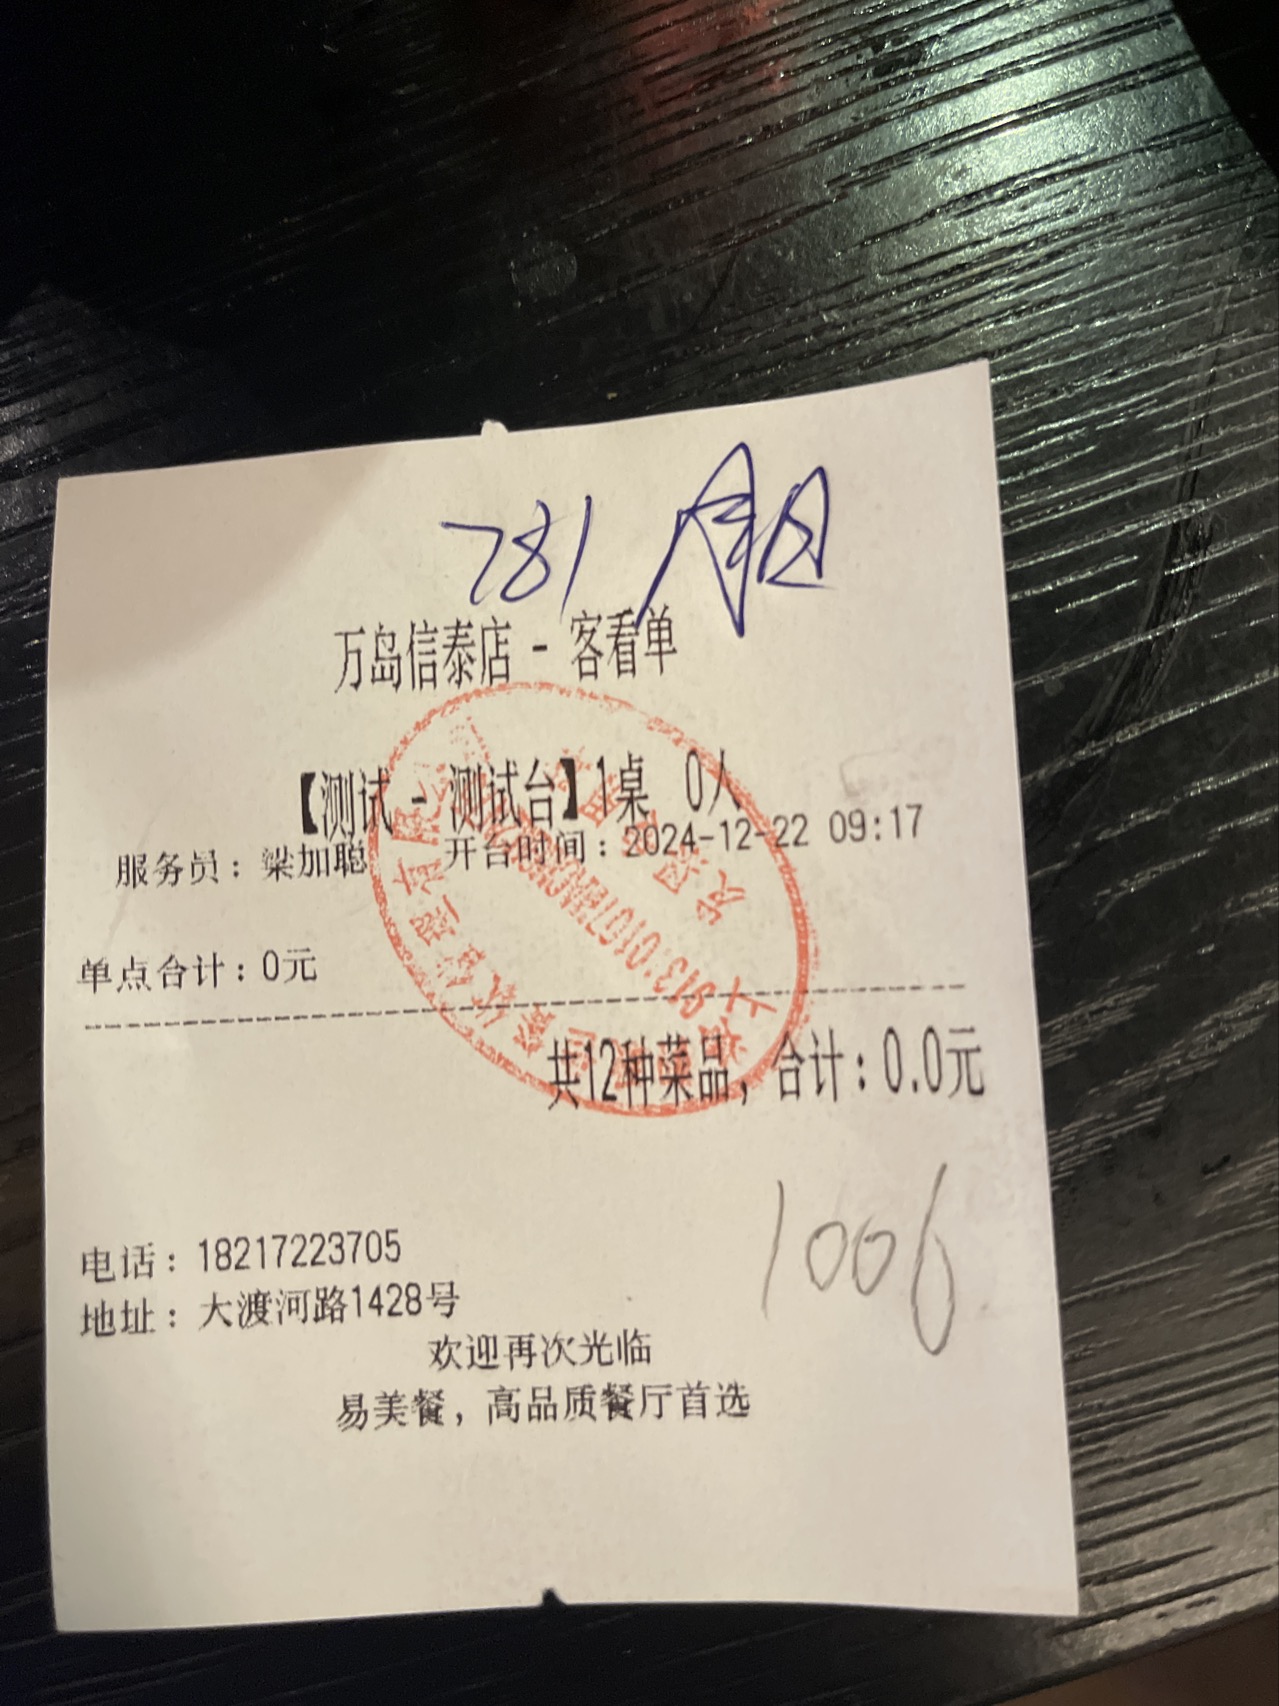 781
万岛信泰店 - 客看单
【测试 - 测试台】1桌 0人
服务员：梁加聪 开台时间：2024-12-22 09:17
单点合计：0元
共12种菜品，合计：0.0元
1006
电话：18217223705
地址：大渡河路1428号
欢迎再次光临
易美餐，高品质餐厅首选